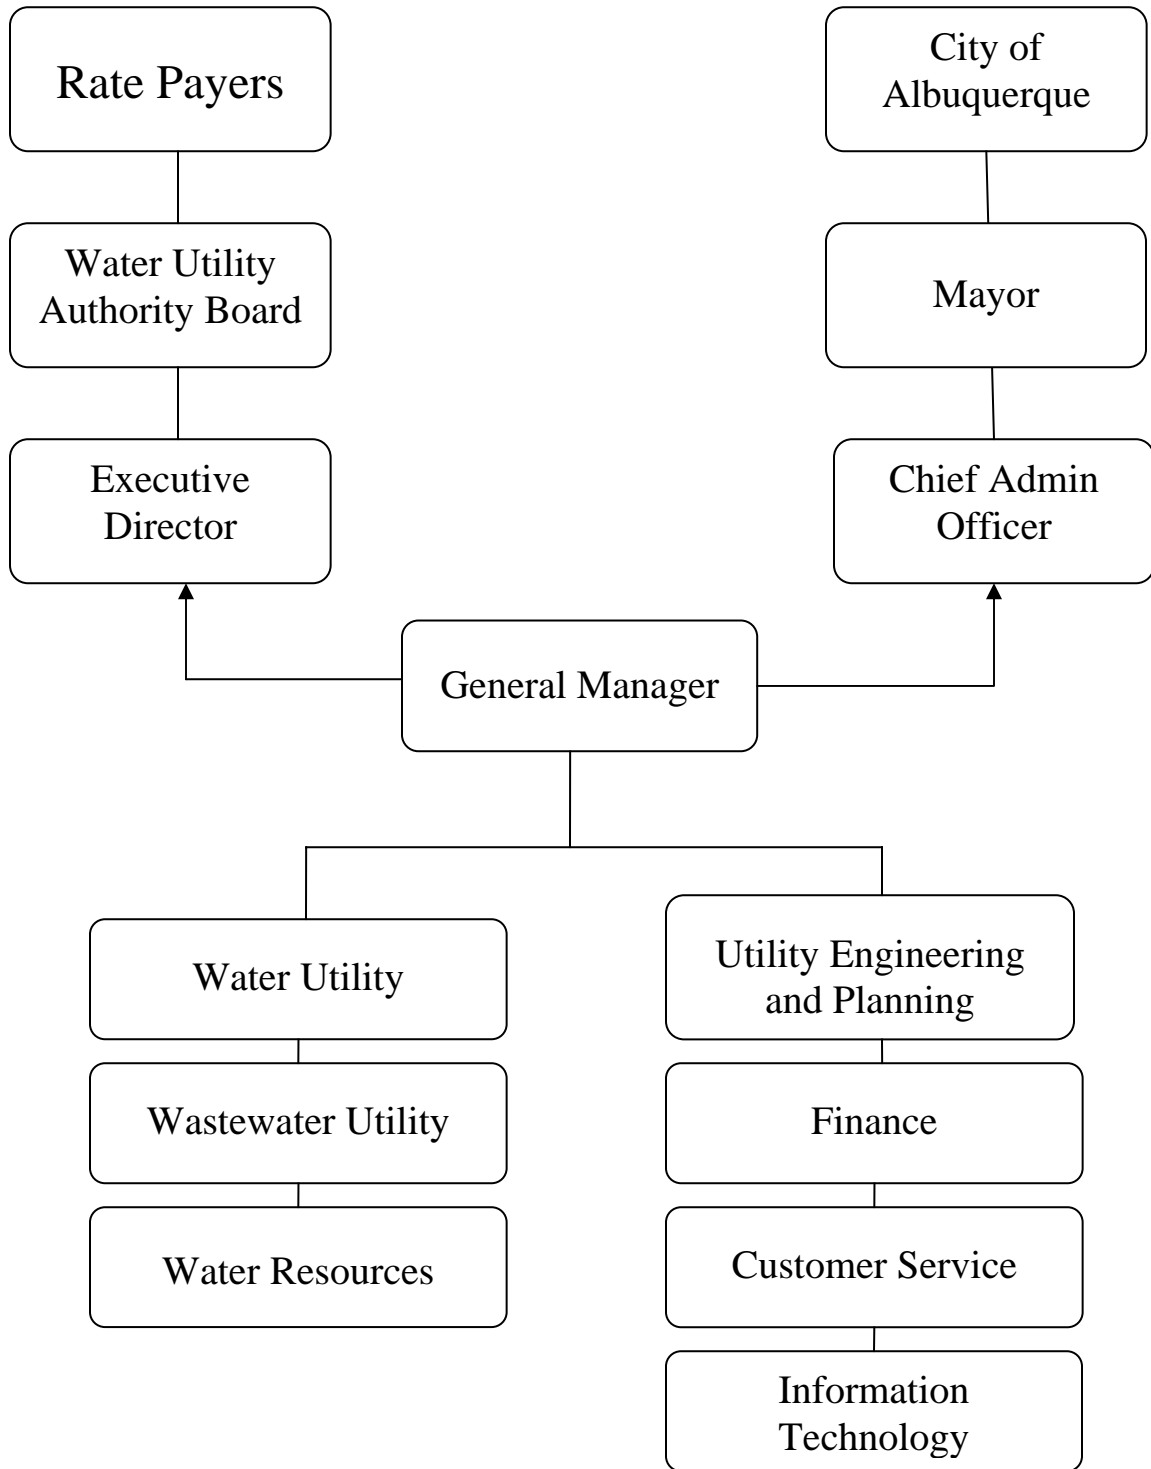 Rate Payers
City of
Albuquerque
Water Utility
Authority Board
Mayor
Executive
Director
Chief Admin
Officer
General Manager
Water Utility
Utility Engineering
and Planning
Wastewater Utility
Finance
Water Resources
Customer Service
Information
Technology